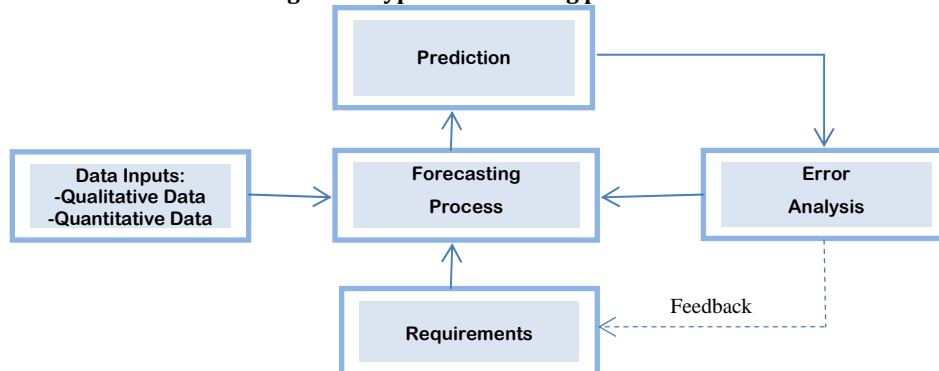 Prediction
Data Inputs:
-Qualitative Data
-Quantitative Data
Forecasting
Process
Error
Analysis
Feedback
Requirements